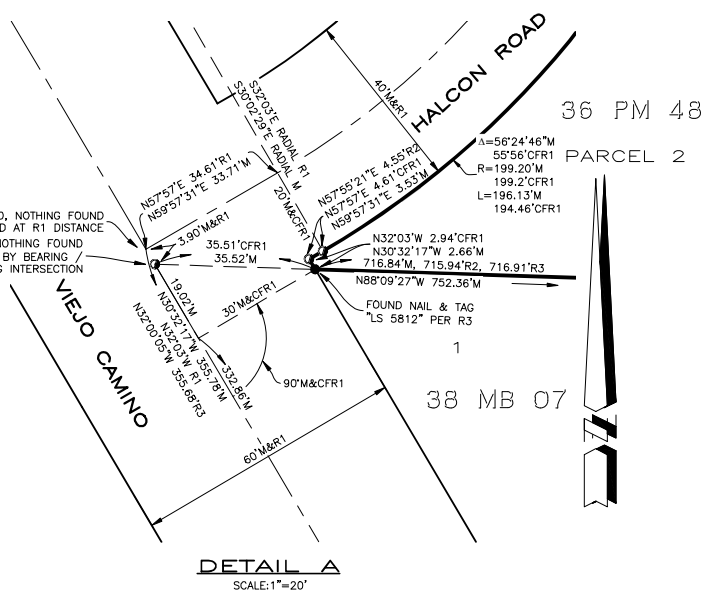 HALCON ROAD
36 PM 48
PARCEL 2
40'M&R1
Δ=56°24'46"M
55°56'CFR1
R=199.20'M
199.2'CFR1
L=196.13'M
194.46'CFR1
S32°03'E RADIAL R1
S30°02'29"E RADIAL M
20'M&CFR1
N57°57'E 34.61'R1
N59°57'31"E 33.71'M
N57°55'21"E 4.55'R2
N57°57'E 4.61'CFR1
N59°57'31"E 3.53'M
NOTHING FOUND
D AT R1 DISTANCE
NOTHING FOUND
BY BEARING /
INTERSECTION
3.90'M&R1
35.51'CFR1
35.52'M
N32°03'W 2.94'CFR1
N30°32'17"W 2.66'M
716.84'M, 715.94'R2, 716.91'R3
N88°09'27"W 752.36'M
FOUND NAIL & TAG
"LS 5812" PER R3
19.02'M
30'M&CFR1
N30°32'17"W 355.78'M
N32°03'W R1
N32°00'05"W 355.68'R3
332.86'M
90'M&CFR1
VIEJO CAMINO
1
38 MB 07
60'M&R1
DETAIL A
SCALE:1"=20'